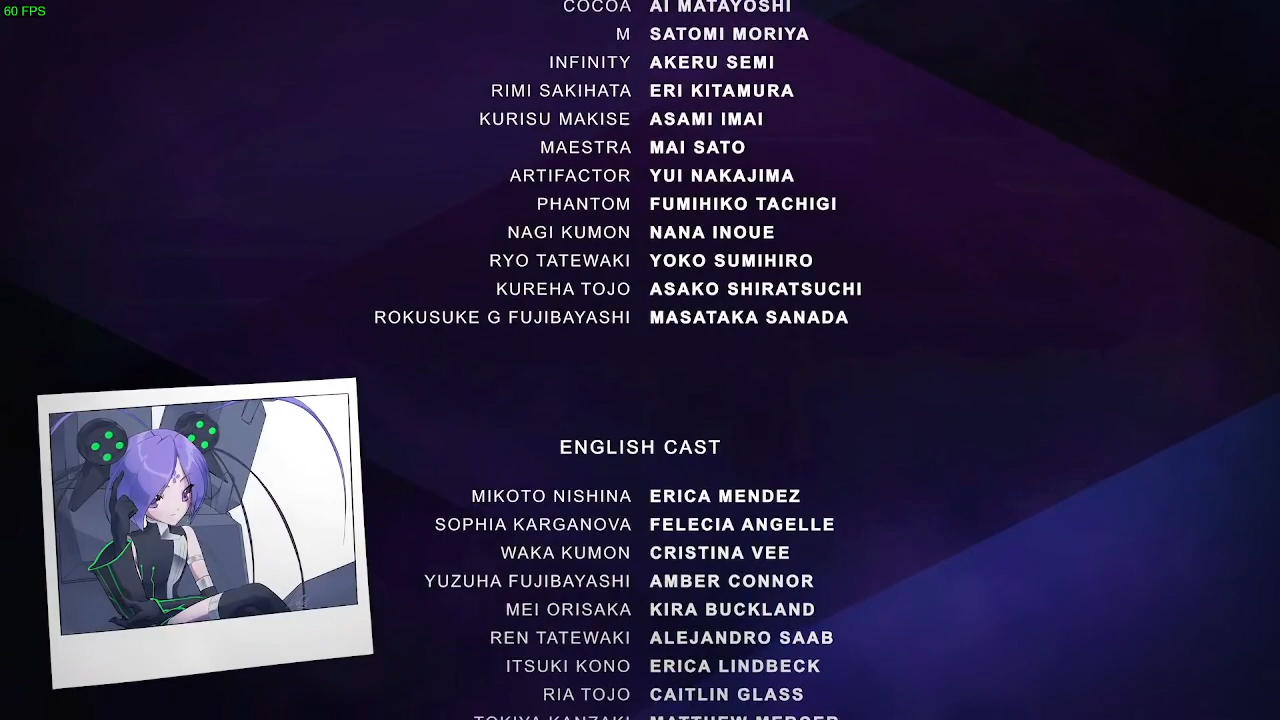 60 FPS
COCOA AI MATAYOSHI
M SATOMI MORIYA
INFINITY AKERU SEMI
RIMI SAKIHATA ERI KITAMURA
KURISU MAKISE ASAMI IMAI
MAESTRA MAI SATO
ARTIFACTOR YUI NAKAJIMA
PHANTOM FUMIHIKO TACHIGI
NAGI KUMON NANA INOUE
RYO TATEWAKI YOKO SUMIHIRO
KUREHA TOJO ASAKO SHIRATSUCHI
ROKUSUKE G FUJIBAYASHI MASATAKA SANADA
ENGLISH CAST
MIKOTO NISHINA ERICA MENDEZ
SOPHIA KARGANOVA FELECIA ANGELLE
WAKA KUMON CRISTINA VEE
YUZUHA FUJIBAYASHI AMBER CONNOR
MEI ORISAKA KIRA BUCKLAND
REN TATEWAKI ALEJANDRO SAAB
ITSUKI KONO ERICA LINDBECK
RIA TOJO CAITLIN GLASS
TOKIYA KANZAKI MATTHEW MERCER